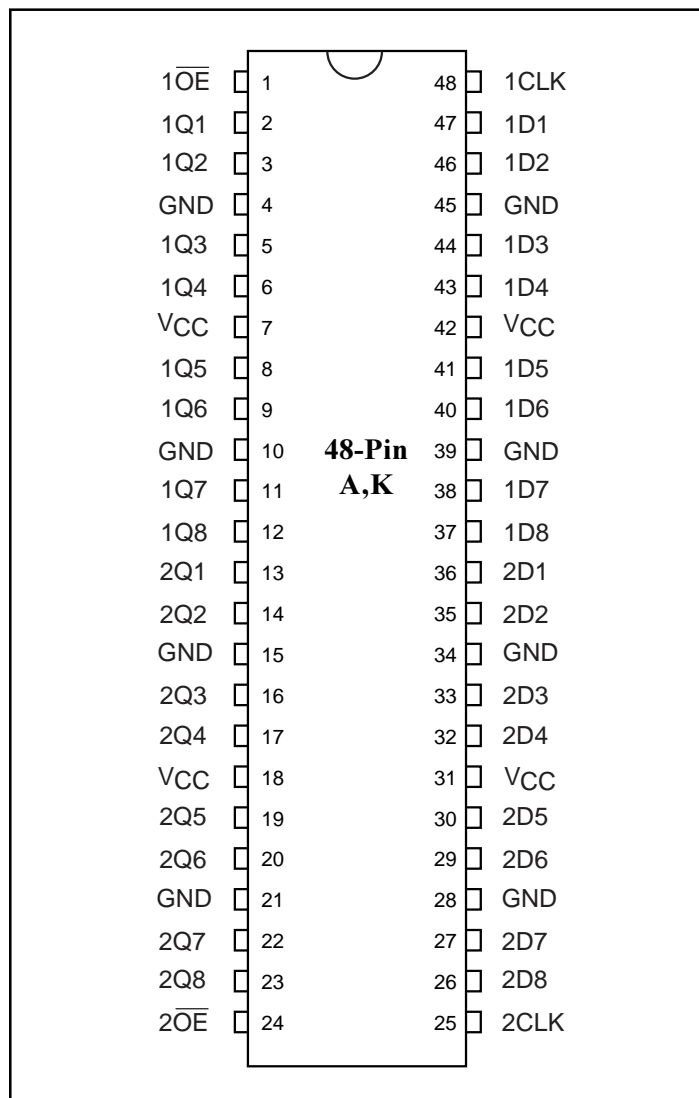 1O̅E̅ 1 48 1CLK
1Q1 2 47 1D1
1Q2 3 46 1D2
GND 4 45 GND
1Q3 5 44 1D3
1Q4 6 43 1D4
VCC 7 42 VCC
1Q5 8 41 1D5
1Q6 9 40 1D6
GND 10 48-Pin 39 GND
1Q7 11 A,K 38 1D7
1Q8 12 37 1D8
2Q1 13 36 2D1
2Q2 14 35 2D2
GND 15 34 GND
2Q3 16 33 2D3
2Q4 17 32 2D4
VCC 18 31 VCC
2Q5 19 30 2D5
2Q6 20 29 2D6
GND 21 28 GND
2Q7 22 27 2D7
2Q8 23 26 2D8
2O̅E̅ 24 25 2CLK